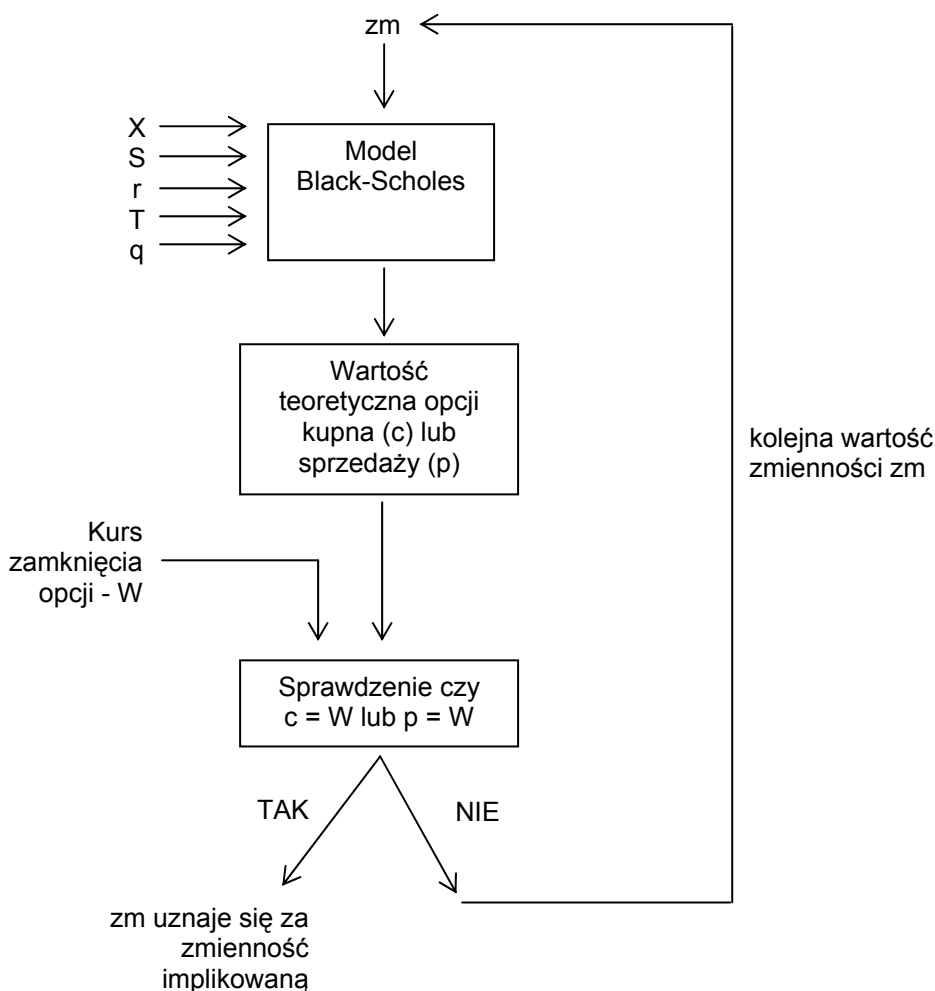 zm
X
S
r
T
q
Model
Black-Scholes
Wartość
teoretyczna opcji
kupna (c) lub
sprzedaży (p)
kolejna wartość
zmienności zm
Kurs
zamknięcia
opcji - W
Sprawdzenie czy
c = W lub p = W
TAK
NIE
zm uznaje się za
zmienność
implikowaną